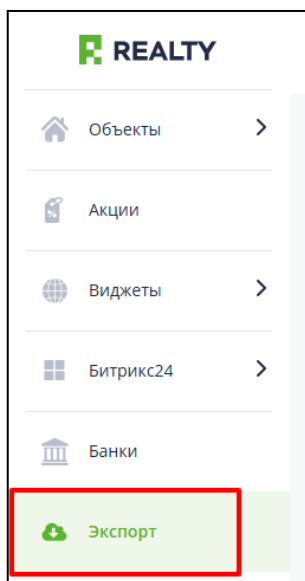 REALTY
Объекты
Акции
Виджеты
Битрикс24
Банки
Экспорт